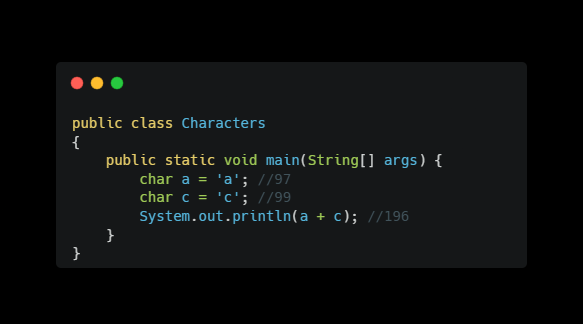 public class Characters
{
    public static void main(String[] args) {
        char a = 'a'; //97
        char c = 'c'; //99
        System.out.println(a + c); //196
    }
}